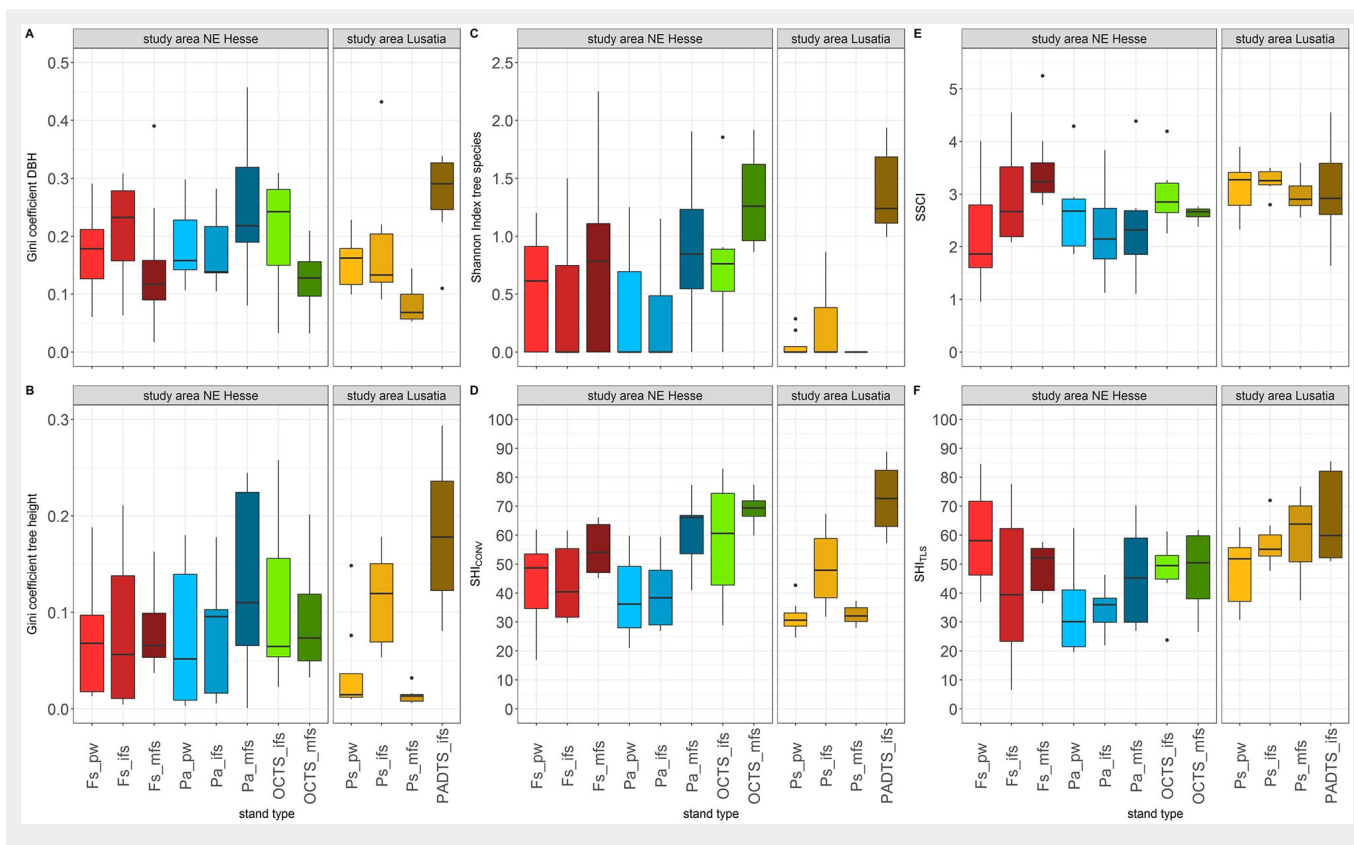 A
study area NE Hesse
study area Lusatia
Gini coefficient DBH
0.5
0.4
0.3
0.2
0.1
0.0
C
study area NE Hesse
study area Lusatia
Shannon Index tree species
2.5
2.0
1.5
1.0
0.5
0.0
E
study area NE Hesse
study area Lusatia
SSCI
5
4
3
2
1
0
B
study area NE Hesse
study area Lusatia
Gini coefficient tree height
0.3
0.2
0.1
0.0
Fs_pw
Fs_ifs
Fs_mfs
Pa_pw
Pa_ifs
Pa_mfs
OCTS_ifs
OCTS_mfs
Ps_pw
Ps_ifs
Ps_mfs
PADTS_ifs
stand type
D
study area NE Hesse
study area Lusatia
SHICONV
100
90
80
70
60
50
40
30
20
10
0
Fs_pw
Fs_ifs
Fs_mfs
Pa_pw
Pa_ifs
Pa_mfs
OCTS_ifs
OCTS_mfs
Ps_pw
Ps_ifs
Ps_mfs
PADTS_ifs
stand type
F
study area NE Hesse
study area Lusatia
SHITLS
100
90
80
70
60
50
40
30
20
10
0
Fs_pw
Fs_ifs
Fs_mfs
Pa_pw
Pa_ifs
Pa_mfs
OCTS_ifs
OCTS_mfs
Ps_pw
Ps_ifs
Ps_mfs
PADTS_ifs
stand type